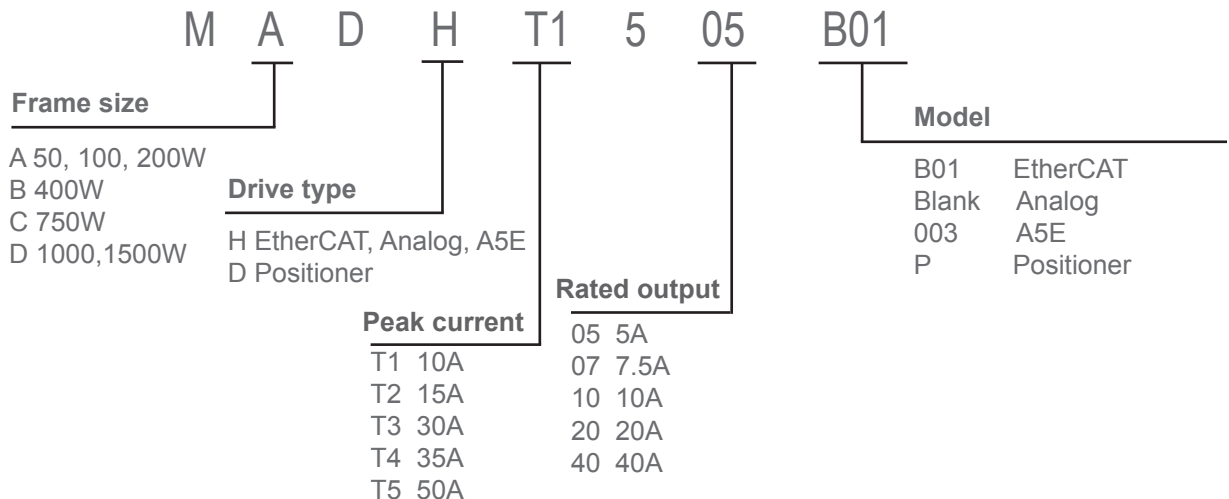 M A D H T1 5 05 B01
Frame size
A 50, 100, 200W
B 400W
C 750W
D 1000,1500W
Drive type
H EtherCAT, Analog, A5E
D Positioner
Peak current
T1 10A
T2 15A
T3 30A
T4 35A
T5 50A
Rated output
05 5A
07 7.5A
10 10A
20 20A
40 40A
Model
B01 EtherCAT
Blank Analog
003 A5E
P Positioner